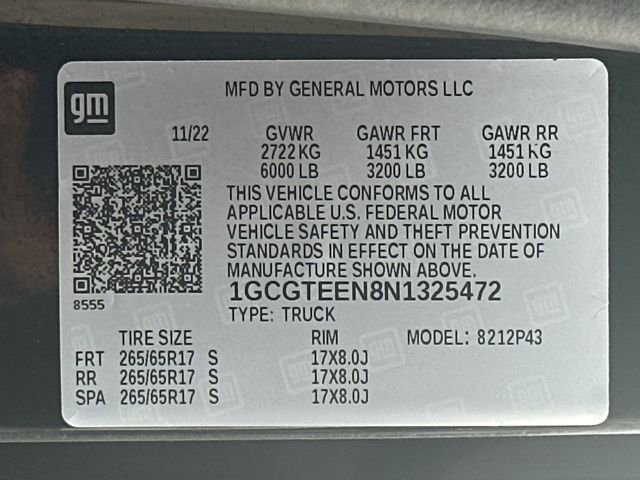 gm
MFD BY GENERAL MOTORS LLC
11/22 GVWR GAWR FRT GAWR RR
2722 KG 1451 KG 1451 KG
6000 LB 3200 LB 3200 LB
THIS VEHICLE CONFORMS TO ALL
APPLICABLE U.S. FEDERAL MOTOR
VEHICLE SAFETY AND THEFT PREVENTION
STANDARDS IN EFFECT ON THE DATE OF
MANUFACTURE SHOWN ABOVE.
8555
1GCGTEEN8N1325472
TYPE: TRUCK
TIRE SIZE RIM MODEL: 8212P43
FRT 265/65R17 S 17X8.0J
RR 265/65R17 S 17X8.0J
SPA 265/65R17 S 17X8.0J